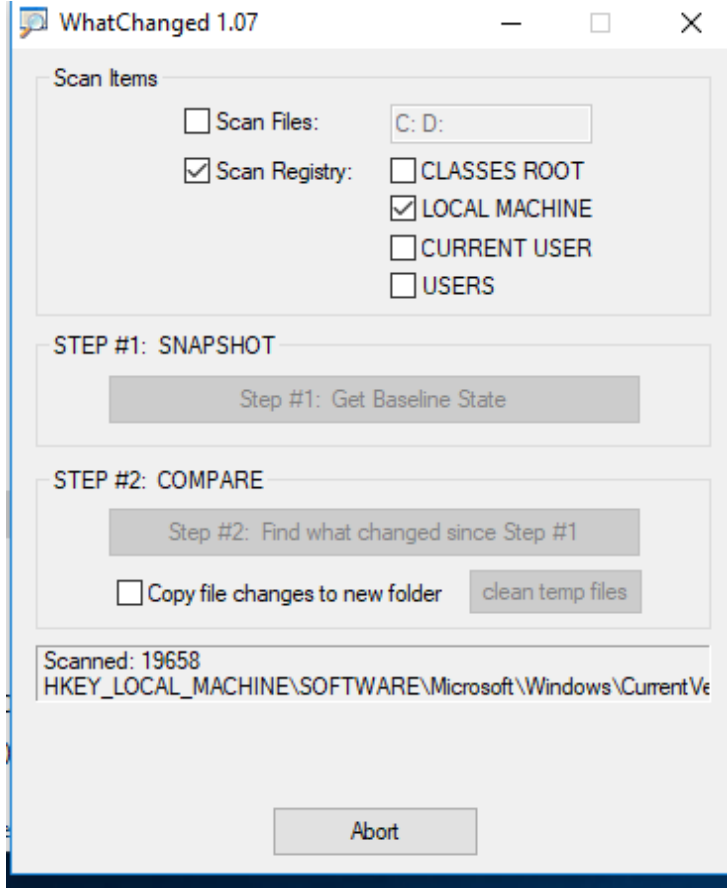 WhatChanged 1.07
Scan Items
Scan Files: C: D:
Scan Registry: CLASSES ROOT
LOCAL MACHINE
CURRENT USER
USERS
STEP #1: SNAPSHOT
Step #1: Get Baseline State
STEP #2: COMPARE
Step #2: Find what changed since Step #1
Copy file changes to new folder clean temp files
Scanned: 19658
HKEY_LOCAL_MACHINE\SOFTWARE\Microsoft\Windows\CurrentVe
Abort